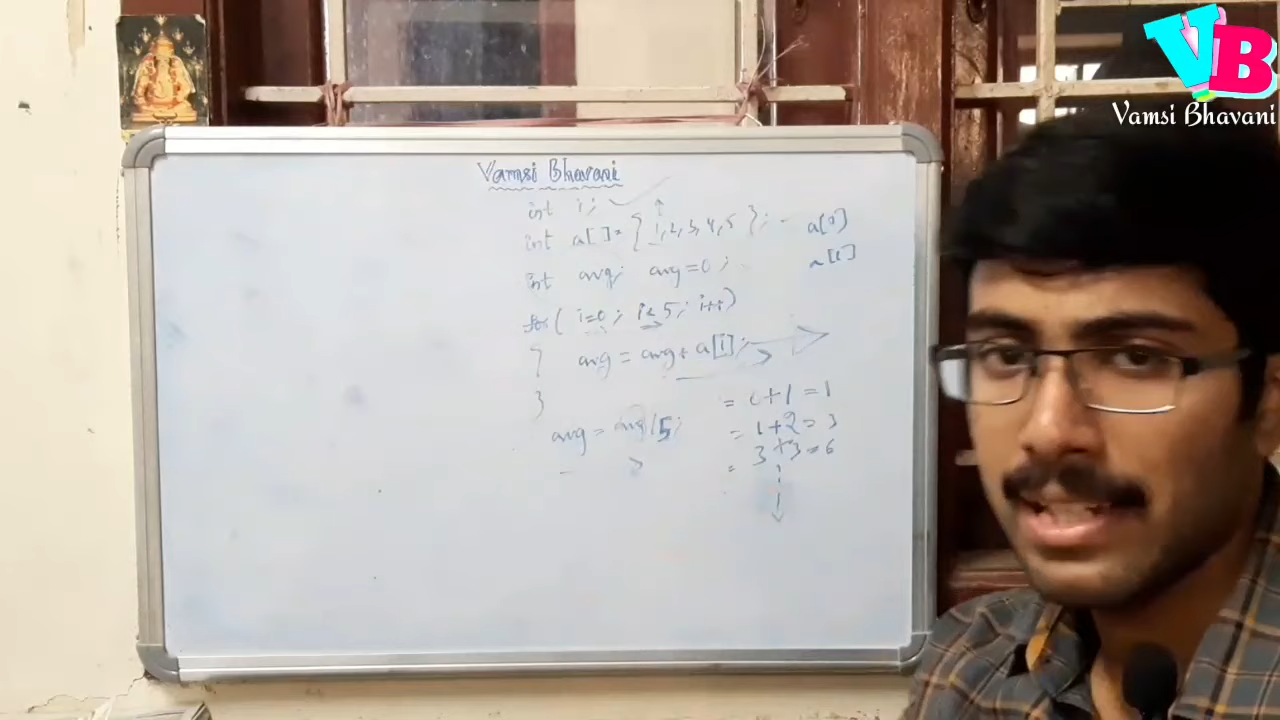 VB
Vamsi Bhavani
Vamsi Bhavani
int i;
int a[ ]= { 1,2,3,4,5 }; - a[0]
int avg; avg=0; a[1]
for( i=0; i<5; i++)
{ avg = avg+ a[i];
}
= 0+1 =1
avg = avg/5;
= 1+2=3
= 3+3=6